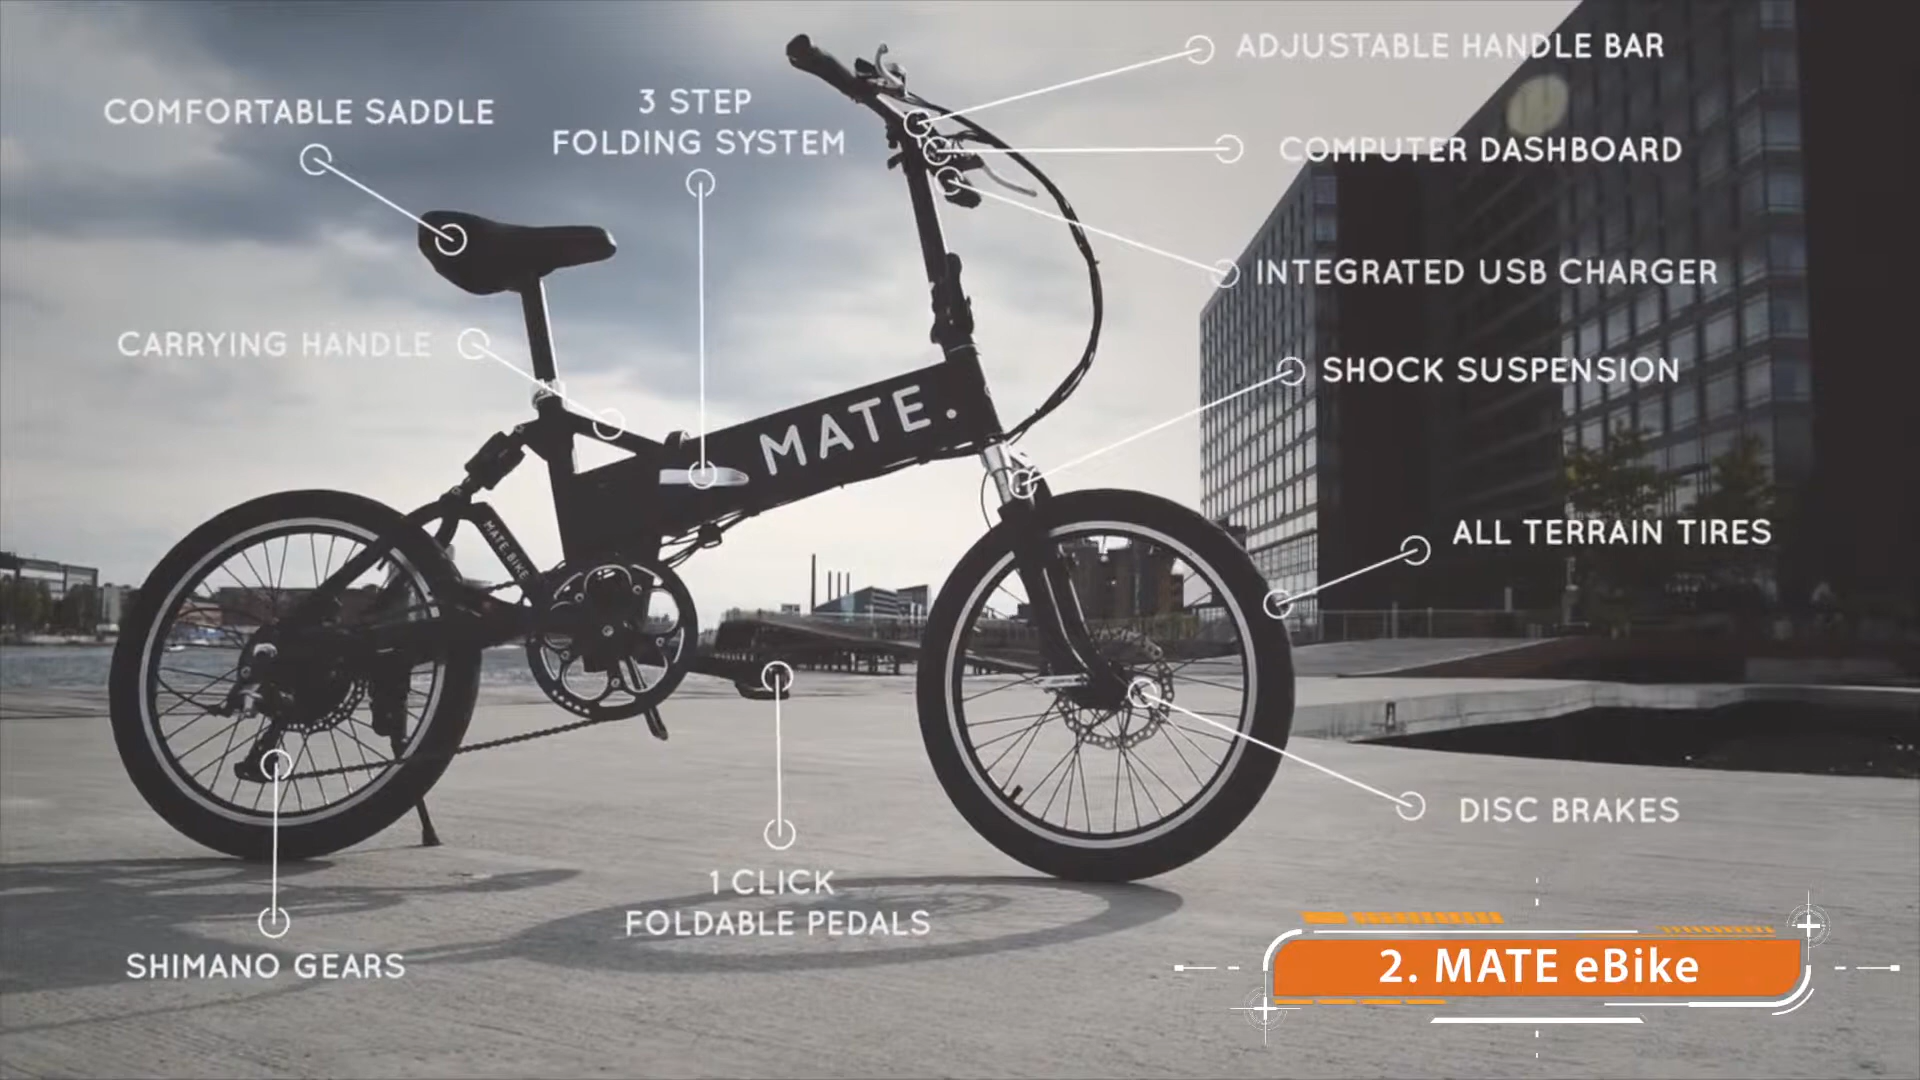 ADJUSTABLE HANDLE BAR
COMFORTABLE SADDLE
3 STEP
FOLDING SYSTEM
COMPUTER DASHBOARD
INTEGRATED USB CHARGER
CARRYING HANDLE
SHOCK SUSPENSION
MATE.
ALL TERRAIN TIRES
MATE.BIKE
DISC BRAKES
1 CLICK
FOLDABLE PEDALS
SHIMANO GEARS
2. MATE eBike